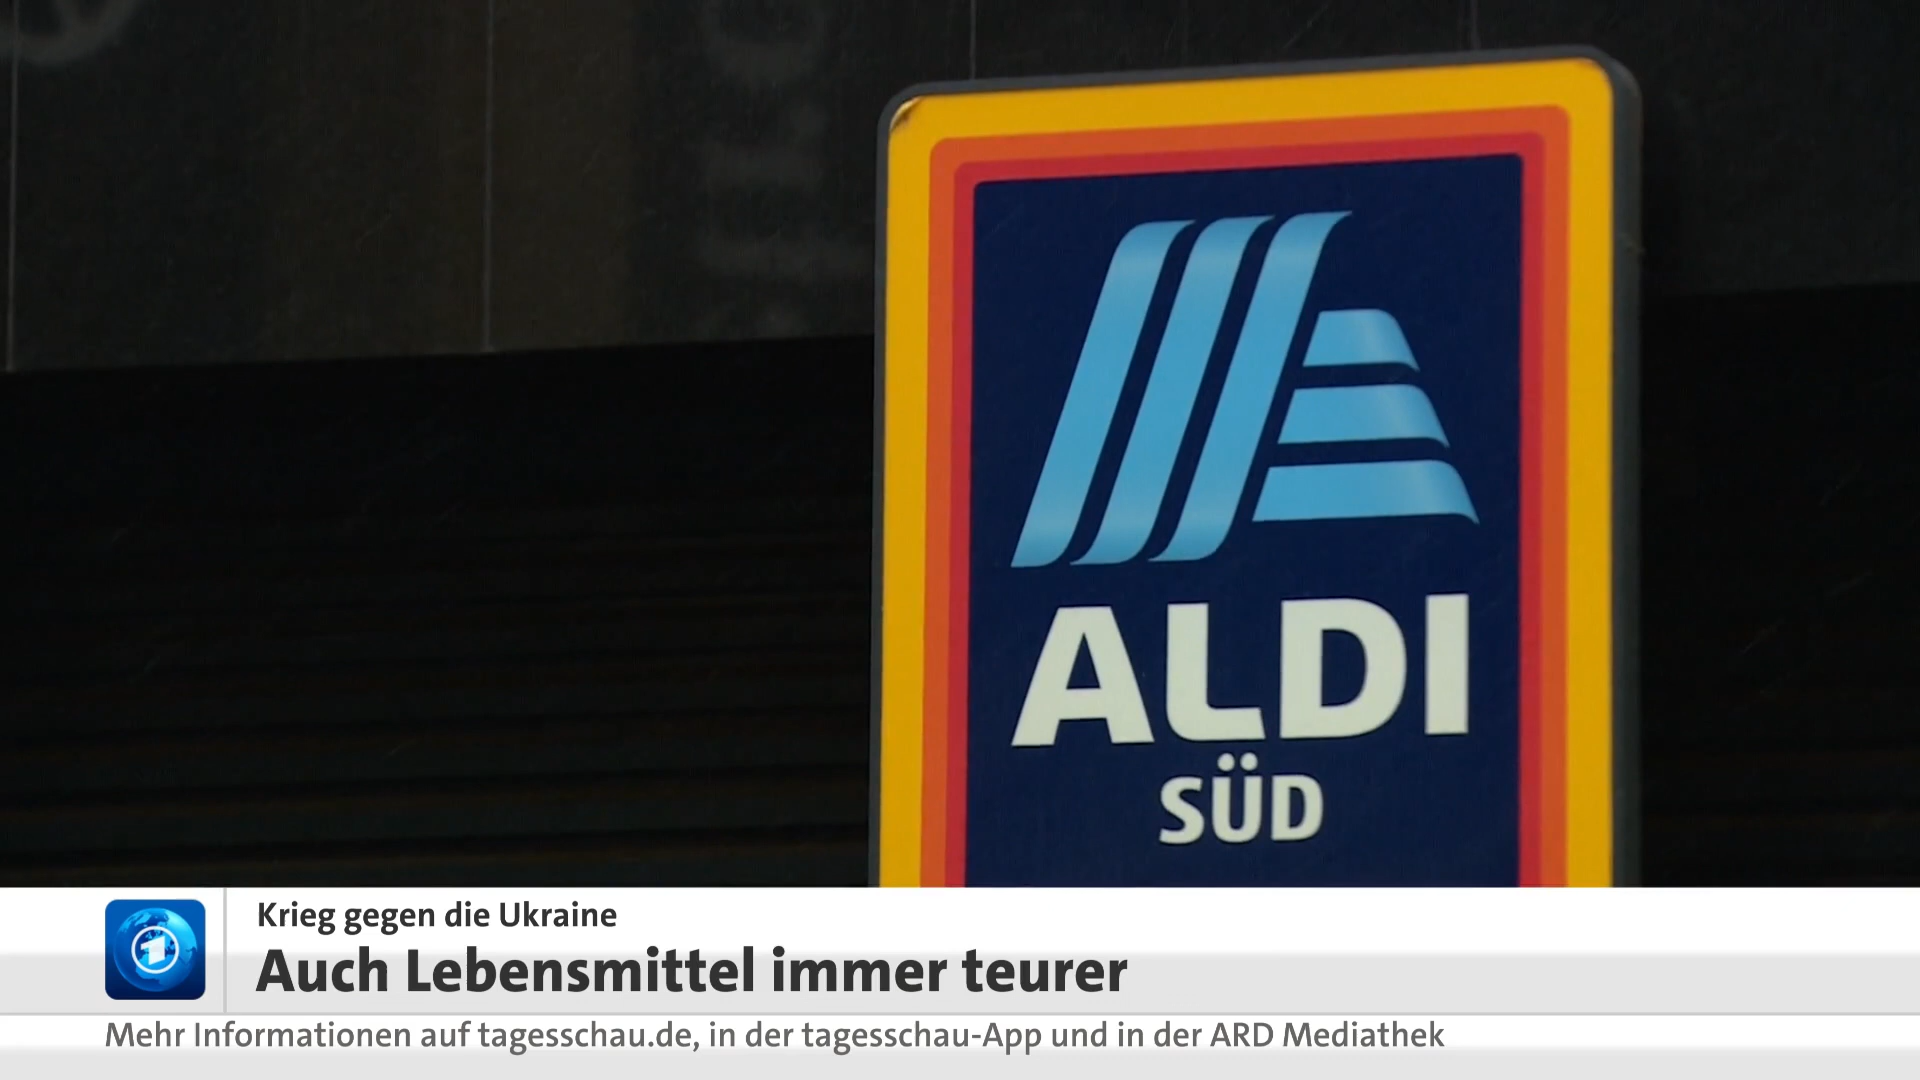 ALDI
SÜD
1
Krieg gegen die Ukraine
Auch Lebensmittel immer teurer
Mehr Informationen auf tagesschau.de, in der tagesschau-App und in der ARD Mediathek